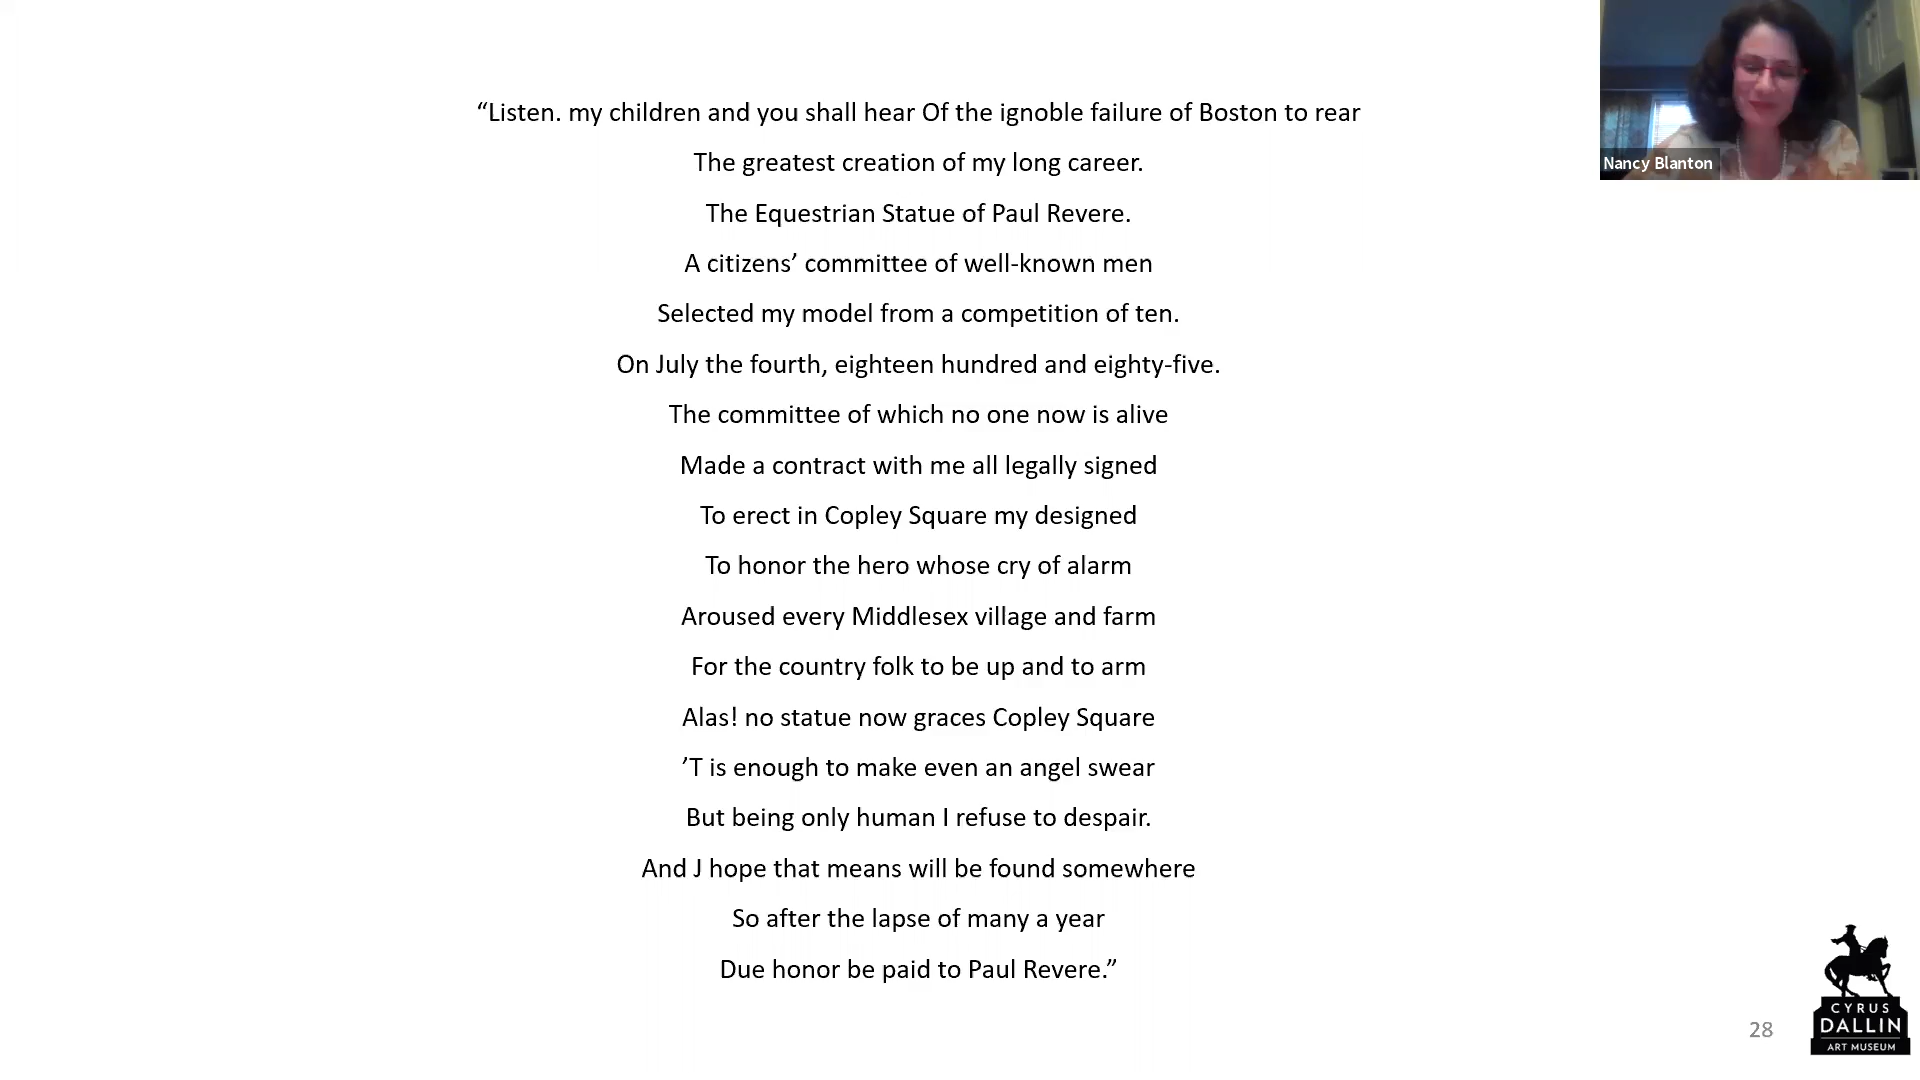 “Listen. my children and you shall hear Of the ignoble failure of Boston to rear
The greatest creation of my long career.
The Equestrian Statue of Paul Revere.
A citizens’ committee of well-known men
Selected my model from a competition of ten.
On July the fourth, eighteen hundred and eighty-five.
The committee of which no one now is alive
Made a contract with me all legally signed
To erect in Copley Square my designed
To honor the hero whose cry of alarm
Aroused every Middlesex village and farm
For the country folk to be up and to arm
Alas! no statue now graces Copley Square
’T is enough to make even an angel swear
But being only human I refuse to despair.
And J hope that means will be found somewhere
So after the lapse of many a year
Due honor be paid to Paul Revere.”
Nancy Blanton
28
CYRUS
DALLIN
ART MUSEUM